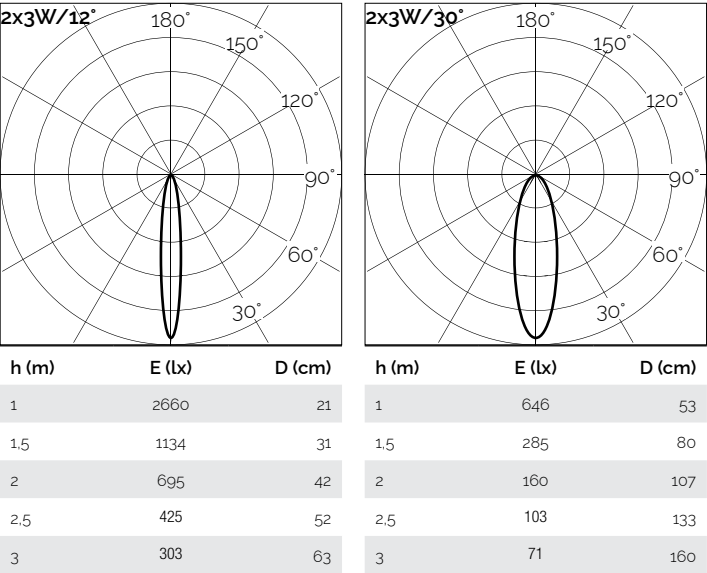 2x3W/12°
180°
150°
120°
90°
60°
30°
h (m) E (lx) D (cm)
1 2660 21
1,5 1134 31
2 695 42
2,5 425 52
3 303 63
2x3W/30°
180°
150°
120°
90°
60°
30°
h (m) E (lx) D (cm)
1 646 53
1,5 285 80
2 160 107
2,5 103 133
3 71 160